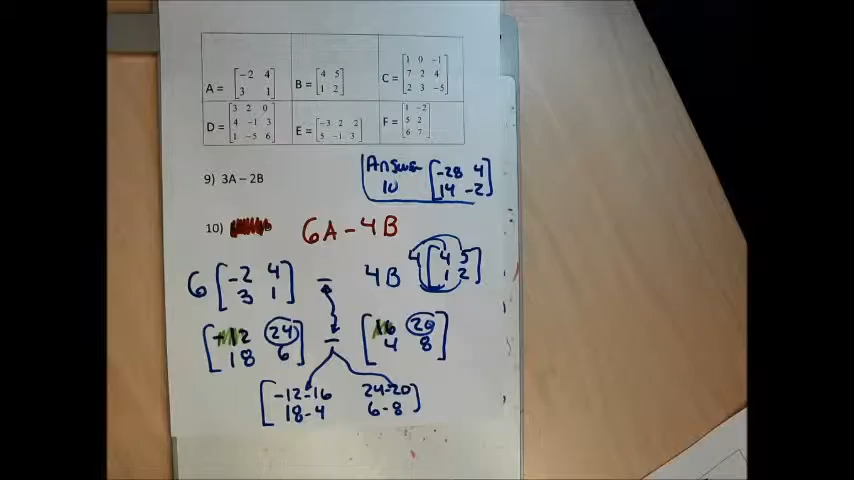 A = [-2 4
3 1]
B = [4 5
1 2]
C = [1 0 -1
7 2 4
2 3 -5]
D = [3 2 0
4 -1 3
1 -5 6]
E = [-3 2 2
5 -1 3]
F = [1 -2
5 2
6 7]
9) 3A – 2B
Answer
10
[-28 4
14 -2]
10) 6A - 4B
6 [-2 4
3 1]
-
4B 4 [4 5
1 2]
[-12 24
18 6]
-
[16 20
4 8]
[-12-16 24-20
18-4 6-8]